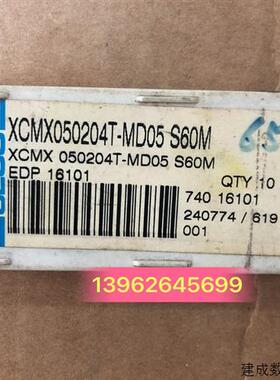 XCMX050204T-MD05 S60M
XCMX 050204T-MD05 S60M
EDP 16101
QTY 10
740 16101
240774 / 619
001
13962645699
建成数